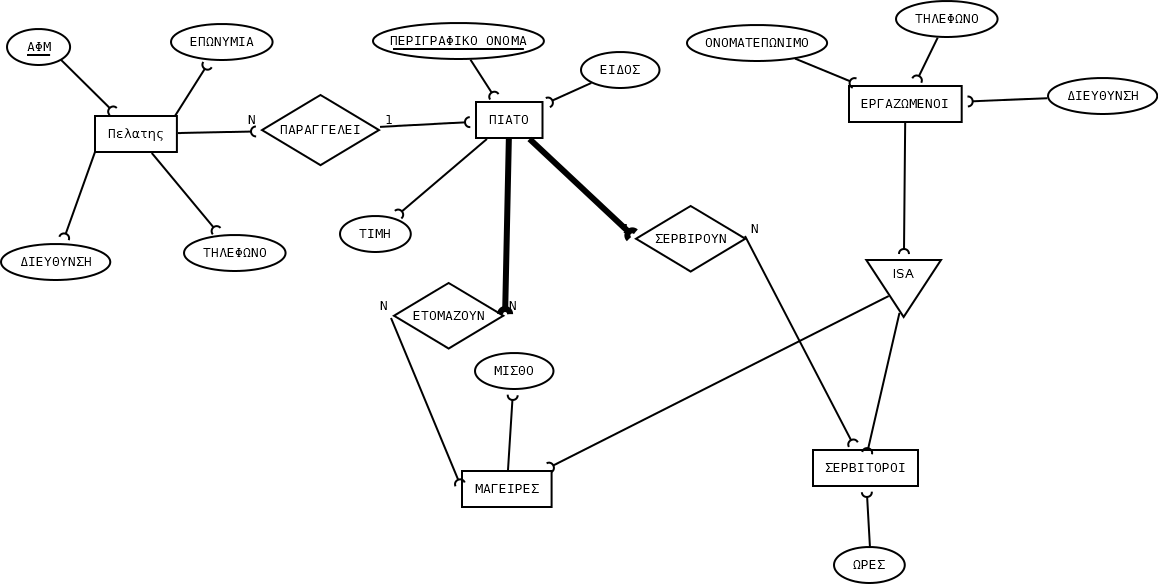 ΤΗΛΕΦΩΝΟ
ΑΦΜ
ΕΠΩΝΥΜΙΑ
ΠΕΡΙΓΡΑΦΙΚΟ ΟΝΟΜΑ
ΟΝΟΜΑΤΕΠΩΝΙΜΟ
ΕΙΔΟΣ
ΔΙΕΥΘΥΝΣΗ
ΕΡΓΑΖΩΜΕΝΟΙ
Πελατης
N
ΠΑΡΑΓΓΕΛΕΙ
1
ΠΙΑΤΟ
ΤΙΜΗ
ΣΕΡΒΙΡΟΥΝ
N
ΔΙΕΥΘΥΝΣΗ
ΤΗΛΕΦΩΝΟ
ISA
N
ΕΤΟΜΑΖΟΥΝ
N
ΜΙΣΘΟ
ΣΕΡΒΙΤΟΡΟΙ
ΜΑΓΕΙΡΕΣ
ΩΡΕΣ